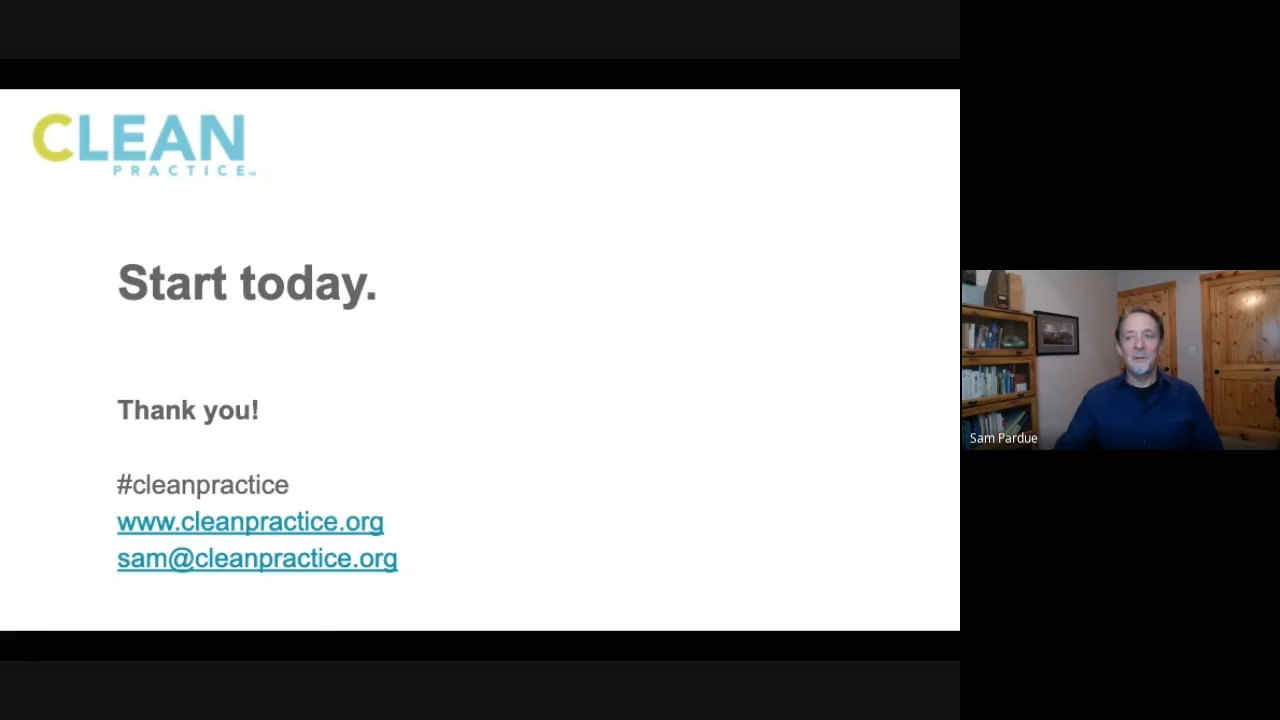 CLEAN
PRACTICE
Start today.
Thank you!
#cleanpractice
www.cleanpractice.org
sam@cleanpractice.org
Sam Pardue